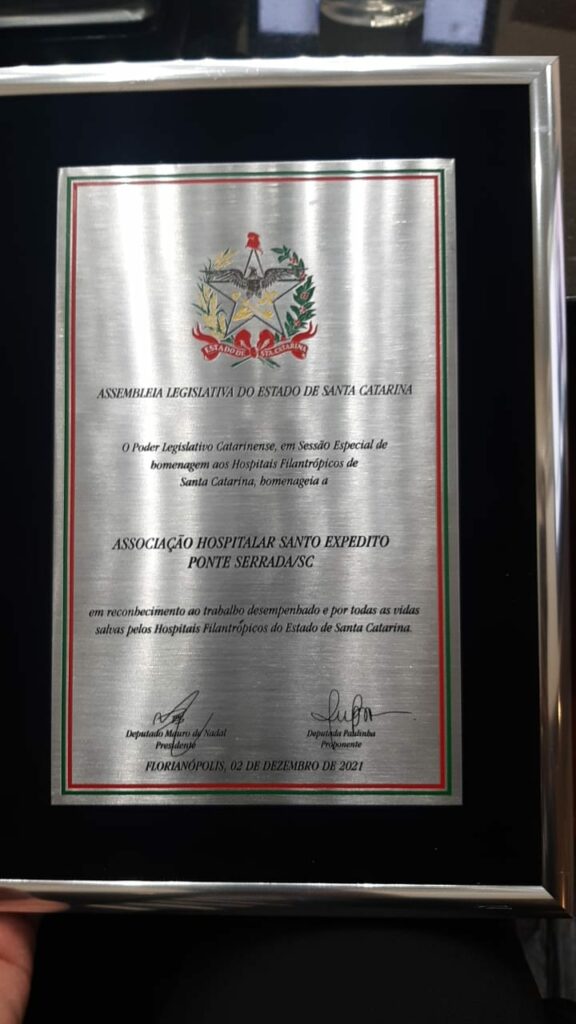 ESTADO DE STA. CATARINA
ASSEMBLEIA LEGISLATIVA DO ESTADO DE SANTA CATARINA
O Poder Legislativo Catarinense, em Sessão Especial de
homenagem aos Hospitais Filantrópicos de
Santa Catarina, homenageia a
ASSOCIAÇÃO HOSPITALAR SANTO EXPEDITO
PONTE SERRADA/SC
em reconhecimento ao trabalho desempenhado e por todas as vidas
salvas pelos Hospitais Filantrópicos do Estado de Santa Catarina.
Deputado Mauro de Nadal
Presidente
Deputada Paulinha
Proponente
FLORIANÓPOLIS, 02 DE DEZEMBRO DE 2021